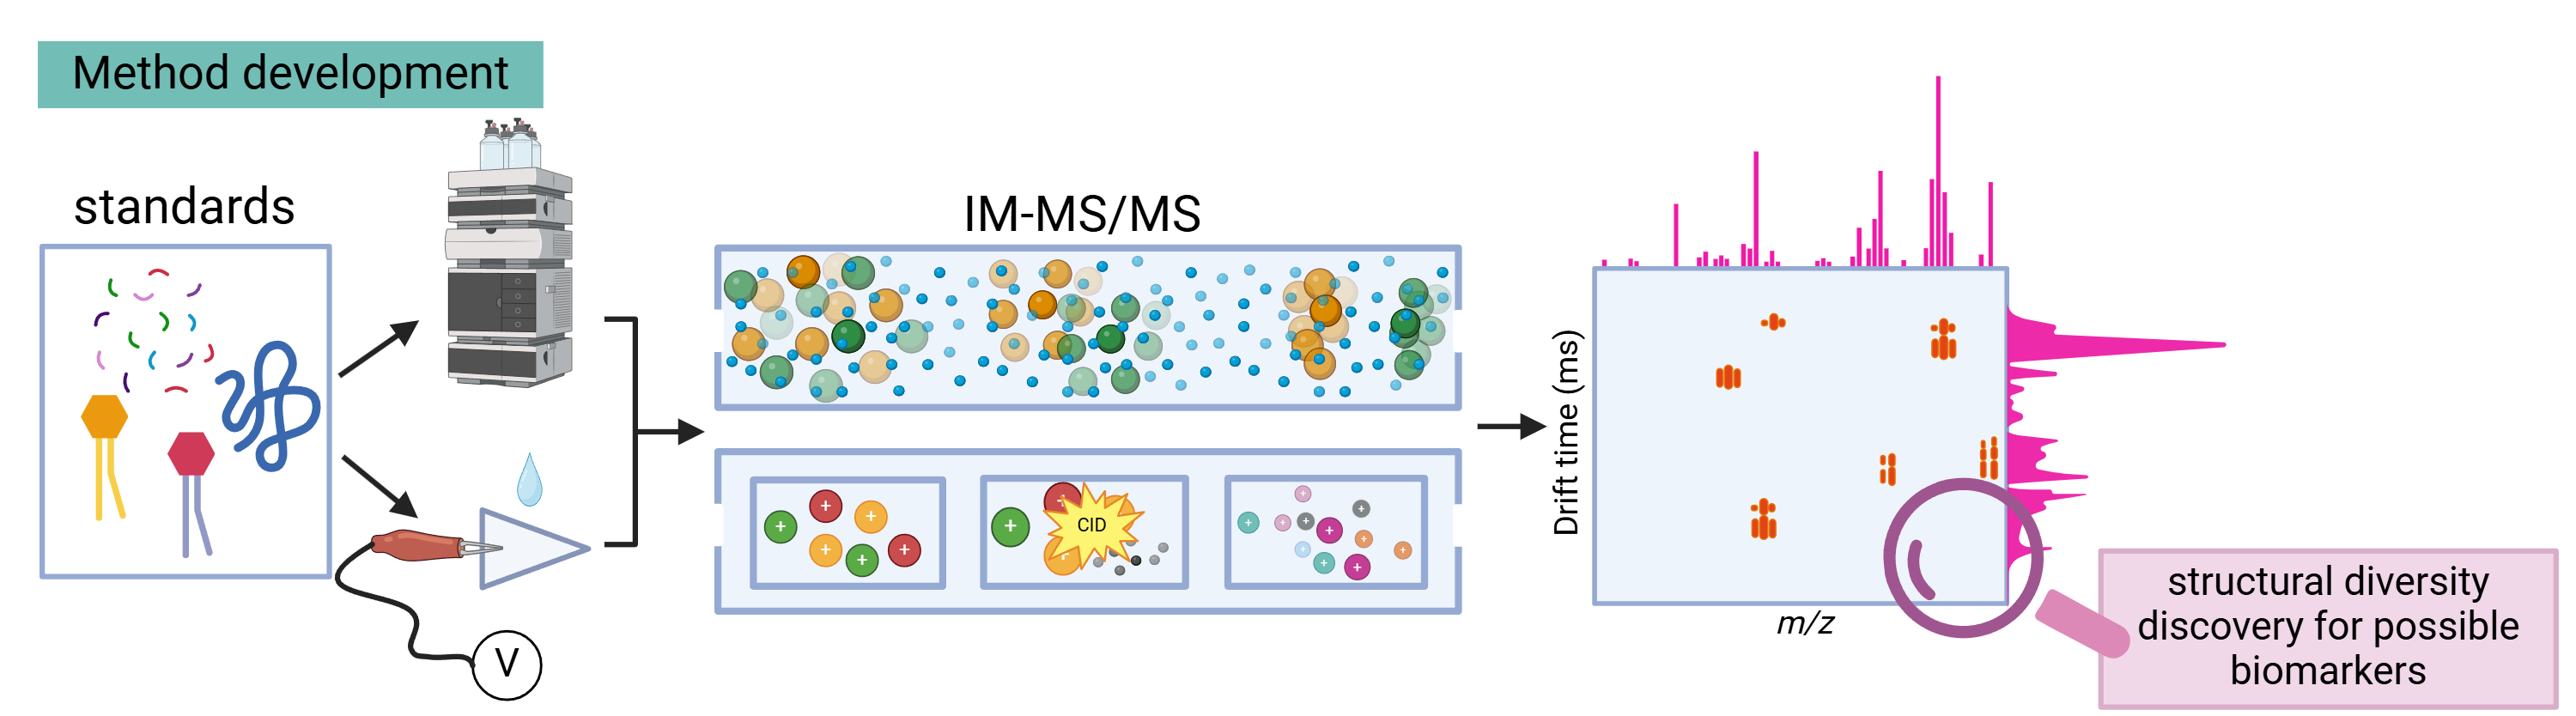 Method development
standards
V
IM-MS/MS
+
+
+
+
+
+
+
+
CID
+
+
+
+
+
+
+
+
+
+
+
+
Drift time (ms)
m/z
structural diversity
discovery for possible
biomarkers